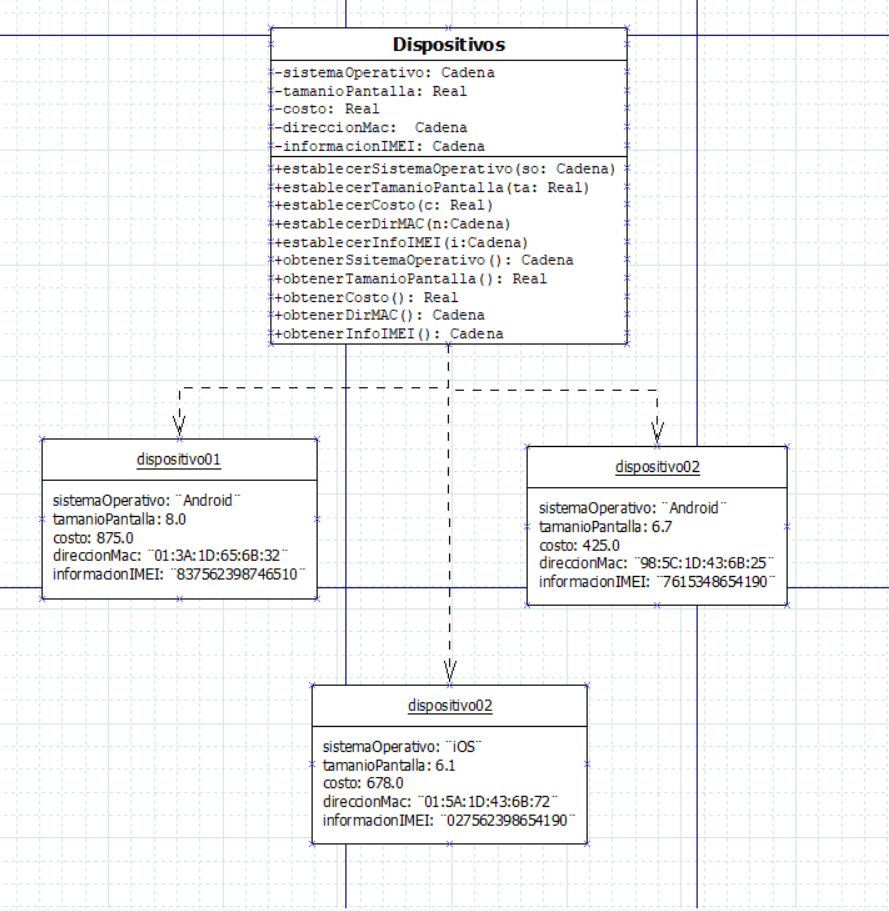 Dispositivos
-sistemaOperativo: Cadena
-tamanioPantalla: Real
-costo: Real
-direccionMac:  Cadena
-informacionIMEI: Cadena
+establecerSistemaOperativo(so: Cadena)
+establecerTamanioPantalla(ta: Real)
+establecerCosto(c: Real)
+establecerDirMAC(n:Cadena)
+establecerInfoIMEI(i:Cadena)
+obtenerSsitemaOperativo(): Cadena
+obtenerTamanioPantalla(): Real
+obtenerCosto(): Real
+obtenerDirMAC(): Cadena
+obtenerInfoIMEI(): Cadena
dispositivo01
sistemaOperativo: ¨Android¨
tamanioPantalla: 8.0
costo: 875.0
direccionMac: ¨01:3A:1D:65:6B:32¨
informacionIMEI: ¨837562398746510¨
dispositivo02
sistemaOperativo: ¨Android¨
tamanioPantalla: 6.7
costo: 425.0
direccionMac: ¨98:5C:1D:43:6B:25¨
informacionIMEI: ¨7615348654190¨
dispositivo02
sistemaOperativo: ¨iOS¨
tamanioPantalla: 6.1
costo: 678.0
direccionMac: ¨01:5A:1D:43:6B:72¨
informacionIMEI: ¨027562398654190¨